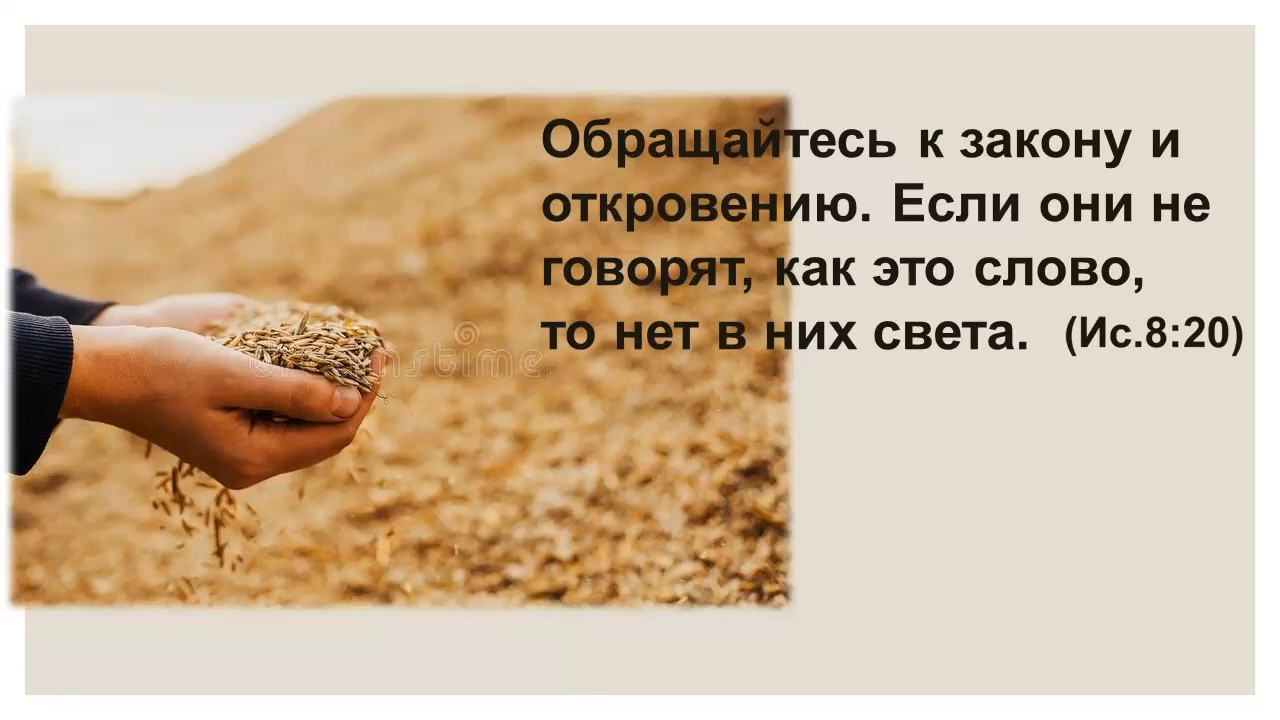 Обращайтесь к закону и
откровению. Если они не
говорят, как это слово,
то нет в них света. (Ис.8:20)